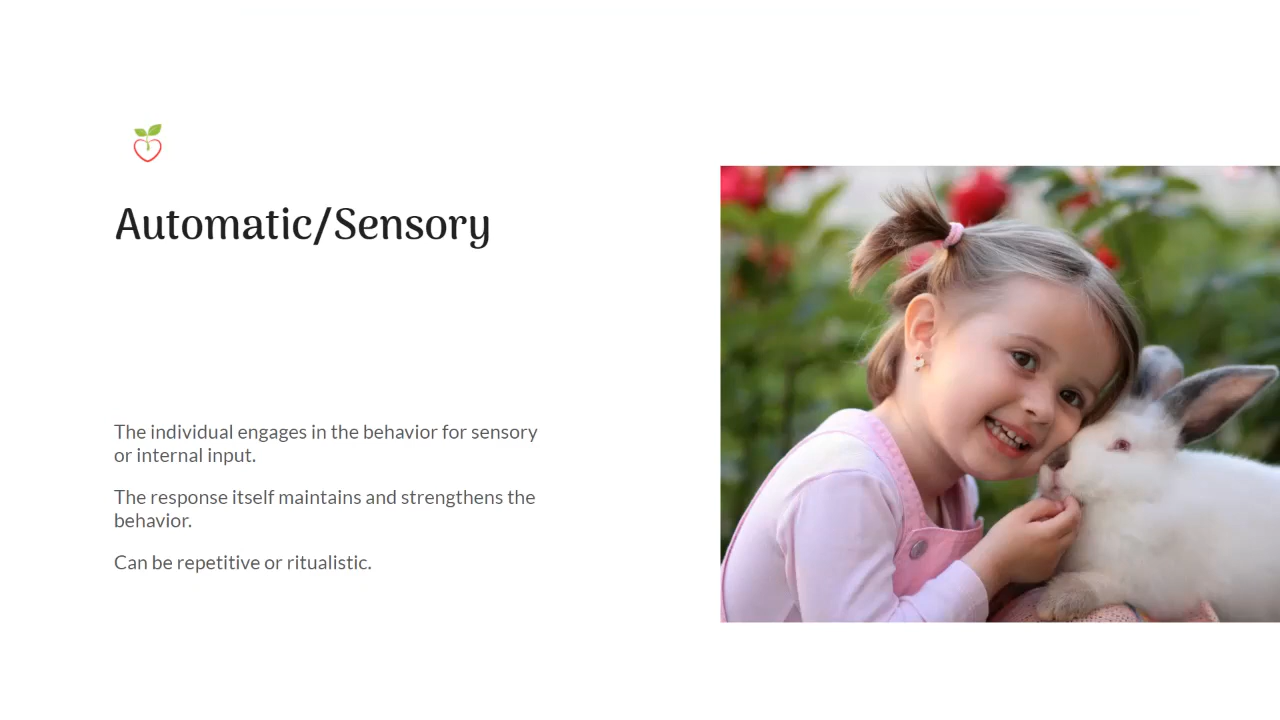 Automatic/Sensory
The individual engages in the behavior for sensory
or internal input.
The response itself maintains and strengthens the
behavior.
Can be repetitive or ritualistic.